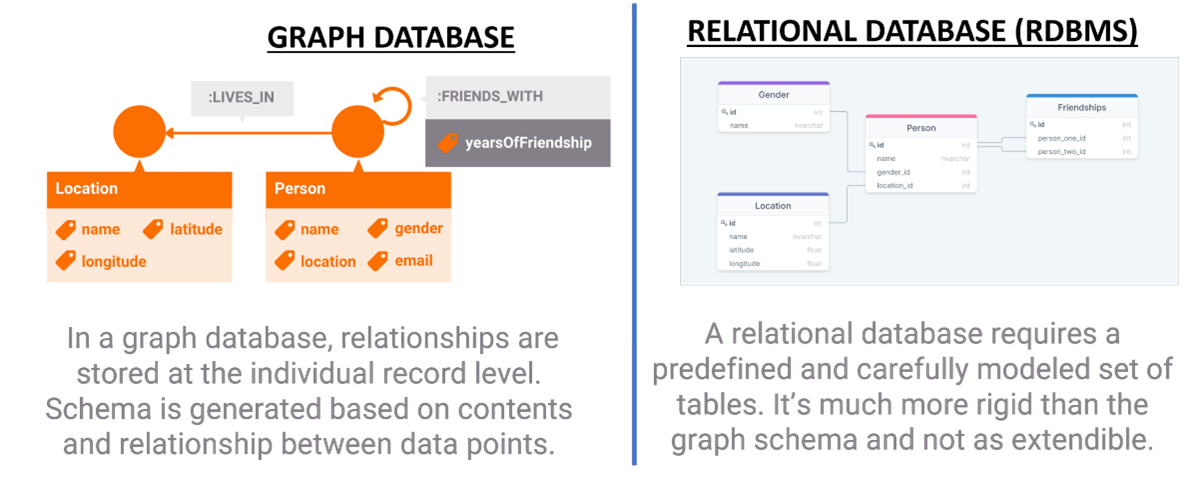 GRAPH DATABASE
:LIVES_IN
:FRIENDS_WITH
yearsOfFriendship
Location
name
latitude
longitude
Person
name
gender
location
email
In a graph database, relationships are
stored at the individual record level.
Schema is generated based on contents
and relationship between data points.
RELATIONAL DATABASE (RDBMS)
Gender
id int
name nvarchar
Person
id int
name nvarchar
gender_id int
location_id int
Friendships
id int
person_one_id int
person_two_id int
Location
id int
name nvarchar
latitude float
longitude float
A relational database requires a
predefined and carefully modeled set of
tables. It’s much more rigid than the
graph schema and not as extendible.